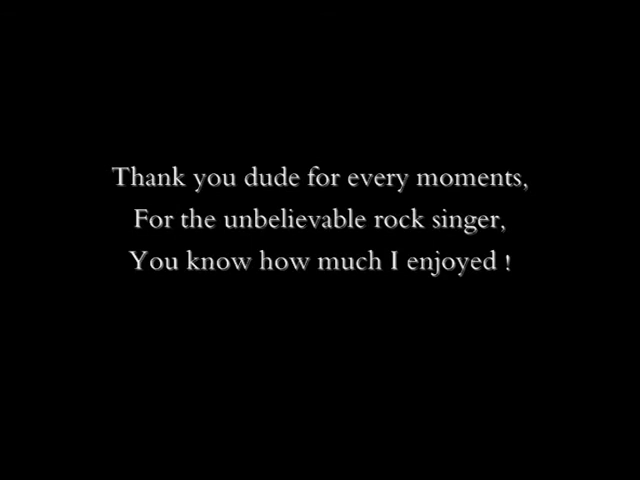 Thank you dude for every moments,
For the unbelievable rock singer,
You know how much I enjoyed !